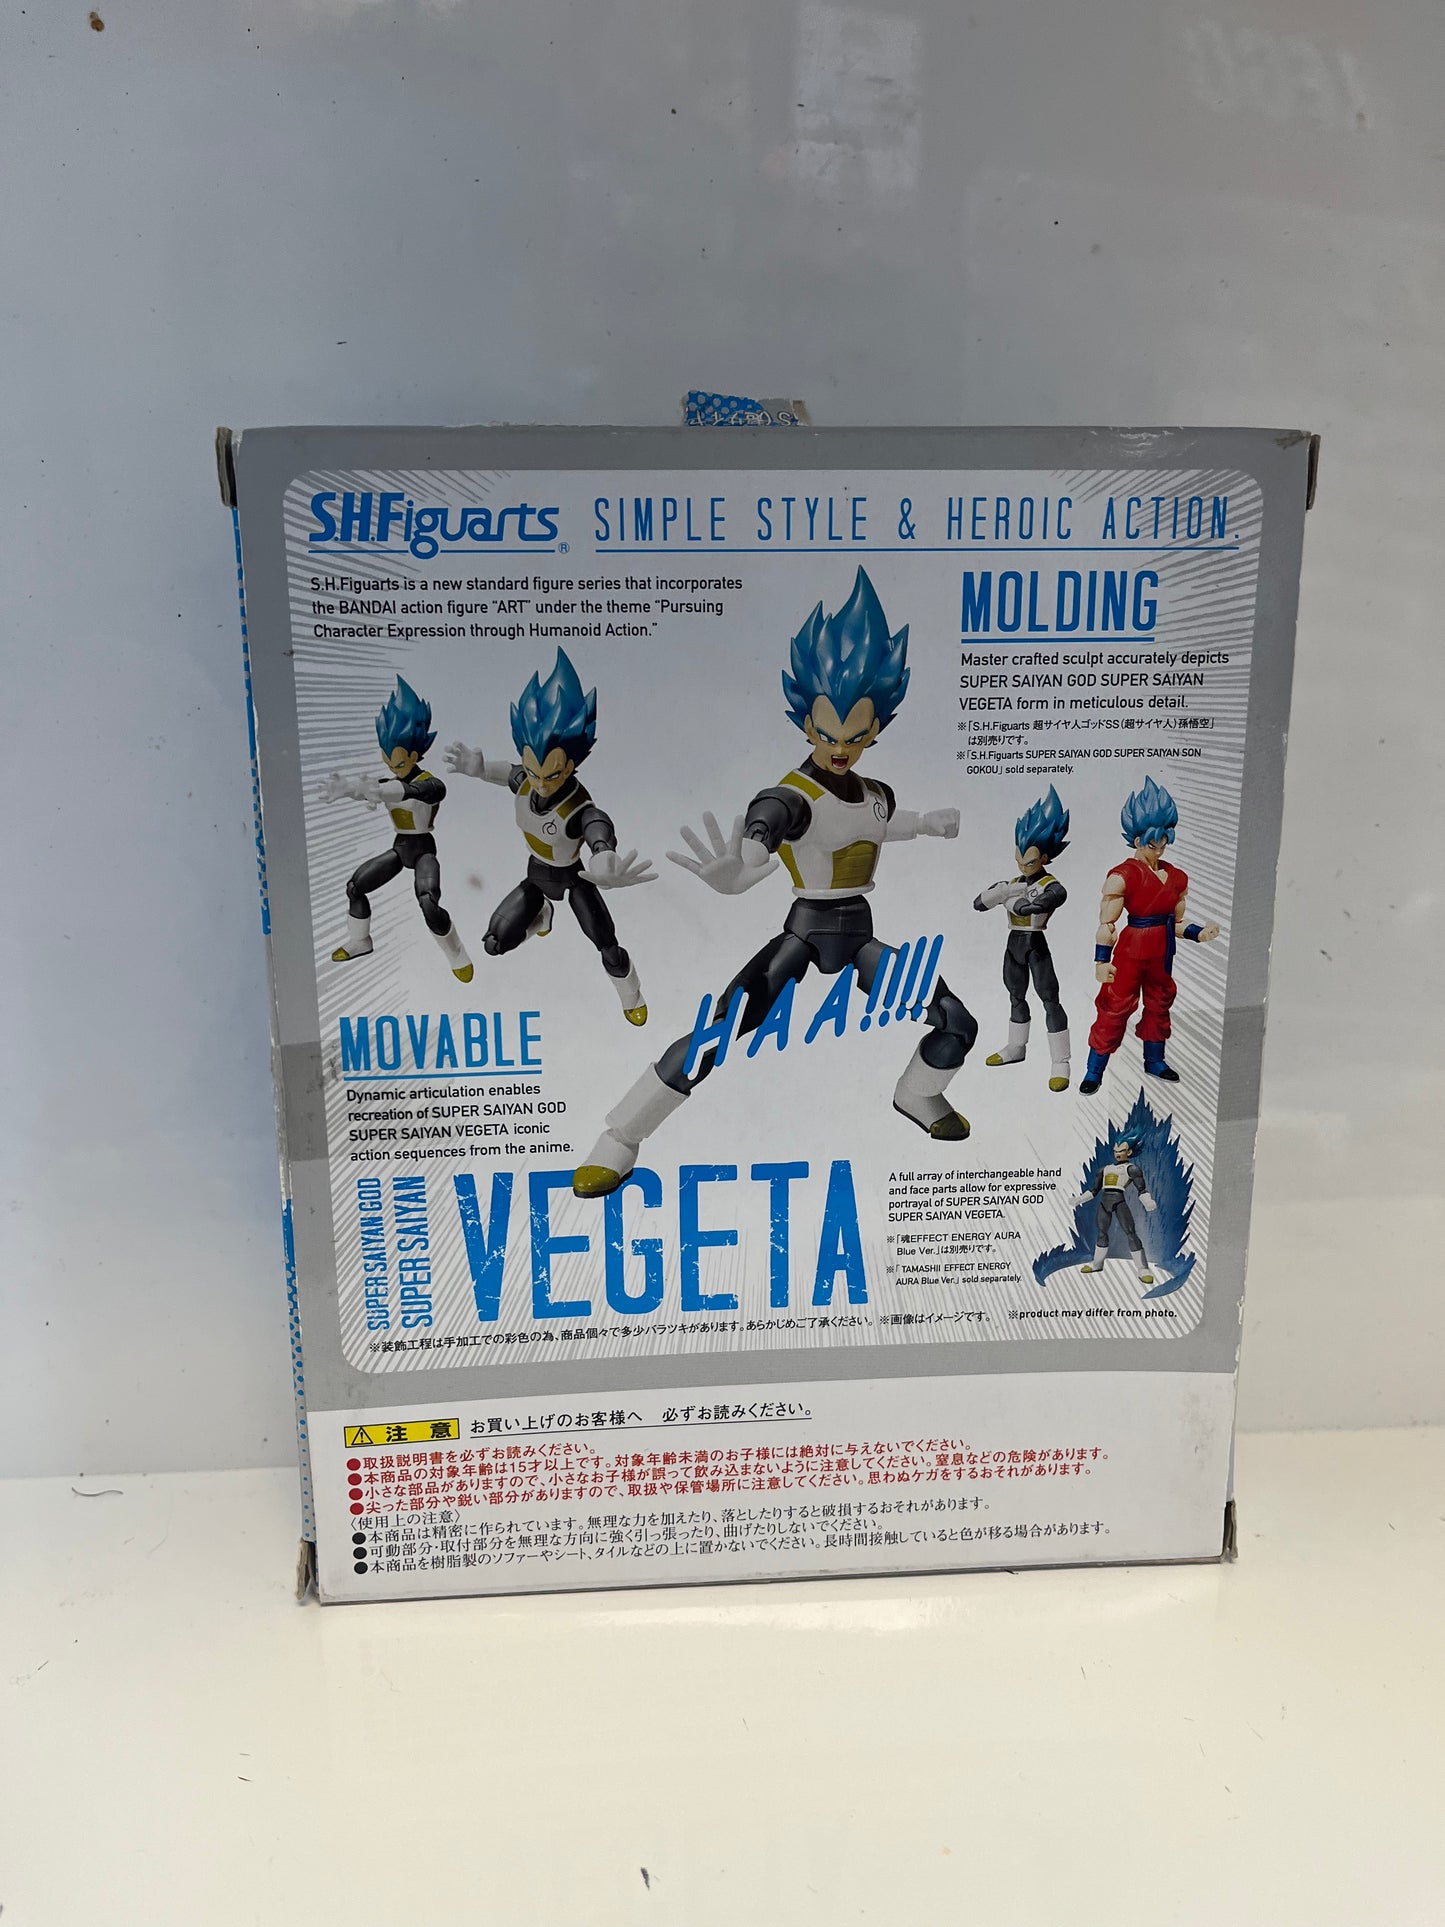 S.H.Figuarts® SIMPLE STYLE & HEROIC ACTION.
S.H.Figuarts is a new standard figure series that incorporates
the BANDAI action figure "ART" under the theme "Pursuing
Character Expression through Humanoid Action."
MOLDING
Master crafted sculpt accurately depicts
SUPER SAIYAN GOD SUPER SAIYAN
VEGETA form in meticulous detail.
※「S.H.Figuarts 超サイヤ人ゴッドSS（超サイヤ人）孫悟空」
は別売りです。
※「S.H.Figuarts SUPER SAIYAN GOD SUPER SAIYAN SON
GOKOU」 sold separately.
HAA!!!!!
MOVABLE
Dynamic articulation enables
recreation of SUPER SAIYAN GOD
SUPER SAIYAN VEGETA iconic
action sequences from the anime.
SUPER SAIYAN GOD
SUPER SAIYAN
VEGETA
A full array of interchangeable hand
and face parts allow for expressive
portrayal of SUPER SAIYAN GOD
SUPER SAIYAN VEGETA.
※「魂EFFECT ENERGY AURA
Blue Ver.」は別売りです。
※「TAMASHII EFFECT ENERGY
AURA Blue Ver.」 sold separately.
※装飾工程は手加工での彩色の為、商品個々で多少バラツキがあります。あらかじめご了承ください。 ※画像はイメージです。 ※product may differ from photo.
注意 お買い上げのお客様へ 必ずお読みください。
●取扱説明書を必ずお読みください。
●本商品の対象年齢は15才以上です。対象年齢未満のお子様には絶対に与えないでください。
●小さな部品がありますので、小さなお子様が誤って飲み込まないように注意してください。窒息などの危険があります。
●尖った部分や鋭い部分がありますので、取扱や保管場所に注意してください。思わぬケガをするおそれがあります。
〈使用上の注意〉
●本商品は精密に作られています。無理な力を加えたり、落としたりすると破損するおそれがあります。
●可動部分・取付部分を無理な方向に強く引っ張ったり、曲げたりしないでください。
●本商品を樹脂製のソファーやシート、タイルなどの上に置かないでください。長時間接触していると色が移る場合があります。